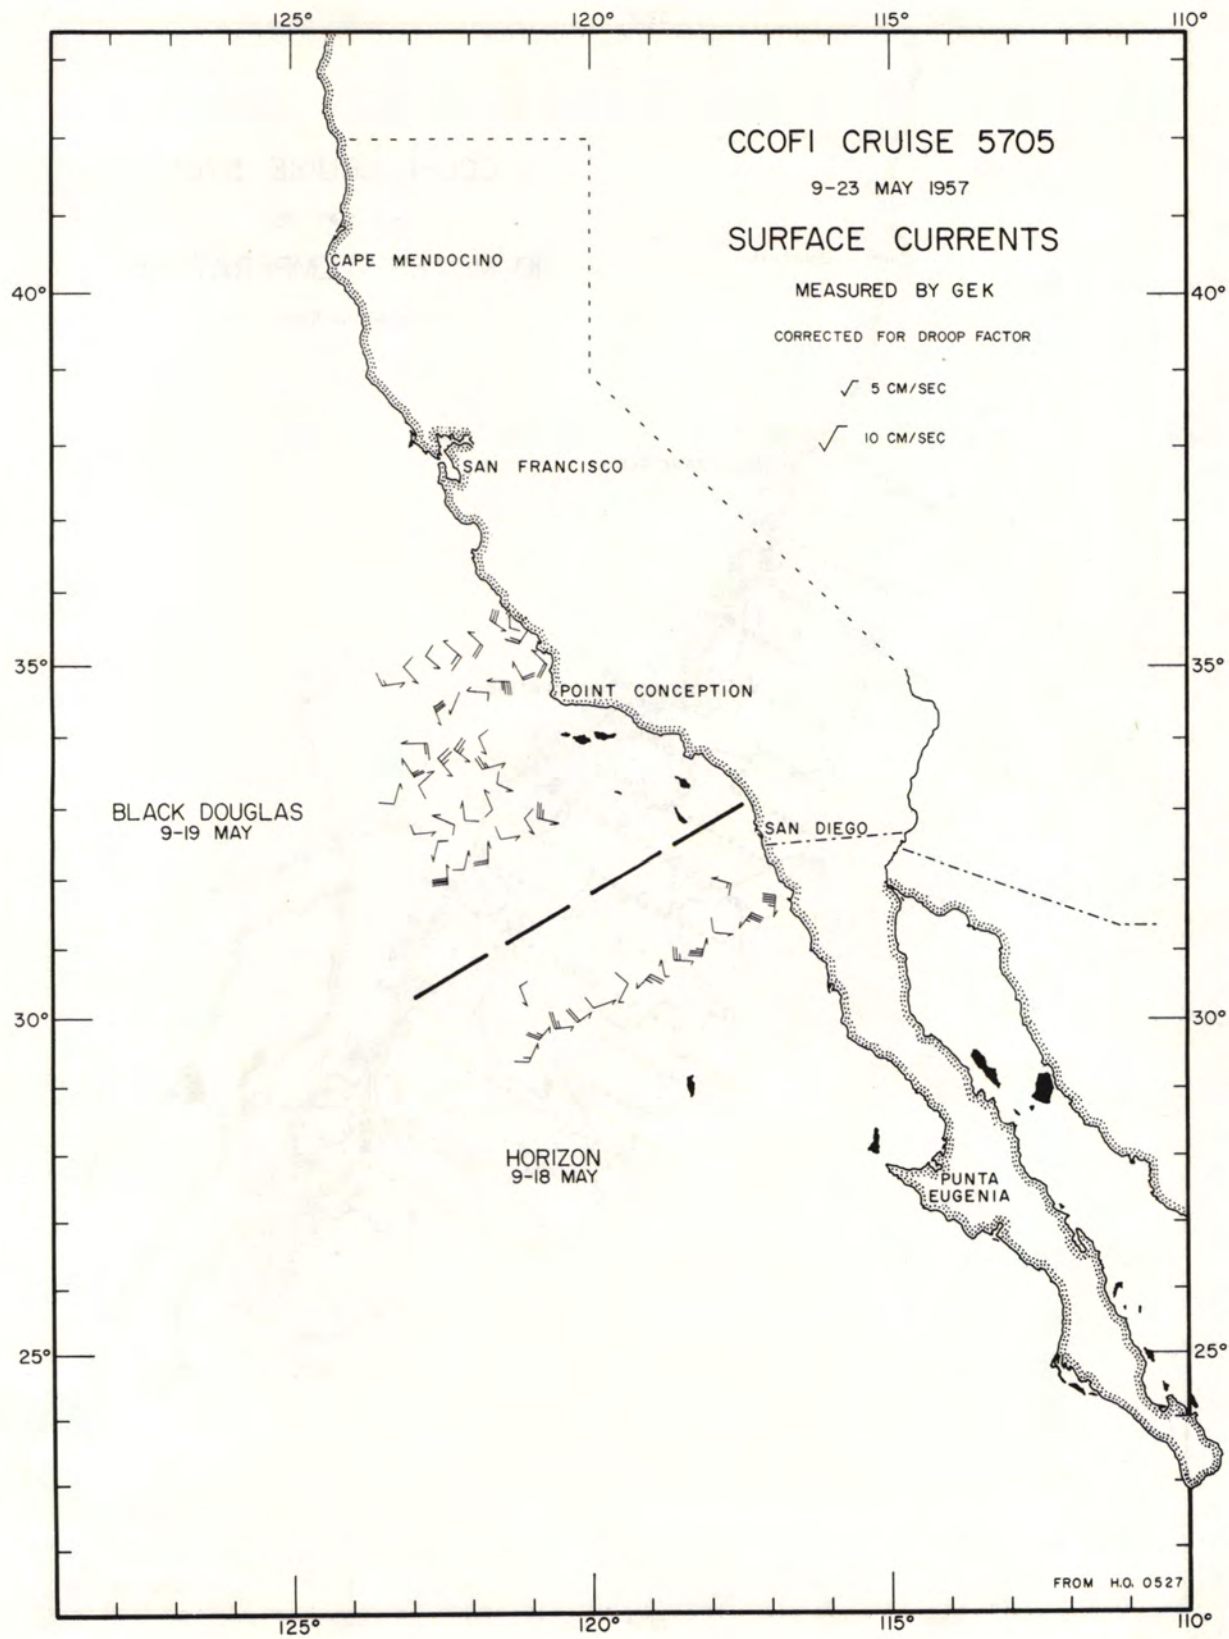 125° 120° 115° 110°
CCOFI CRUISE 5705
9-23 MAY 1957
SURFACE CURRENTS
MEASURED BY GEK
CORRECTED FOR DROOP FACTOR
5 CM/SEC
10 CM/SEC
CAPE MENDOCINO
40° 40°
SAN FRANCISCO
35° 35°
POINT CONCEPTION
BLACK DOUGLAS
9-19 MAY
SAN DIEGO
30° 30°
HORIZON
9-18 MAY
PUNTA
EUGENIA
25° 25°
FROM H.O. 0527
125° 120° 115° 110°